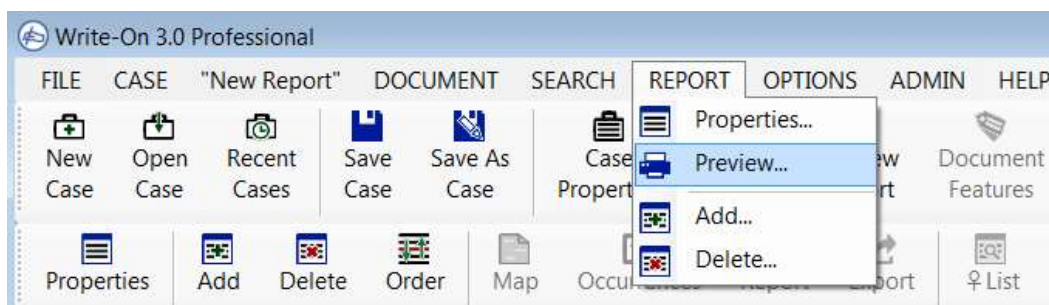 Write-On 3.0 Professional
FILE CASE "New Report" DOCUMENT SEARCH REPORT OPTIONS ADMIN HELP
New Case
Open Case
Recent Cases
Save Case
Save As Case
Case
Properties...
Preview...
Add...
Delete...
Document Features
Properties Add Delete Order Map
List